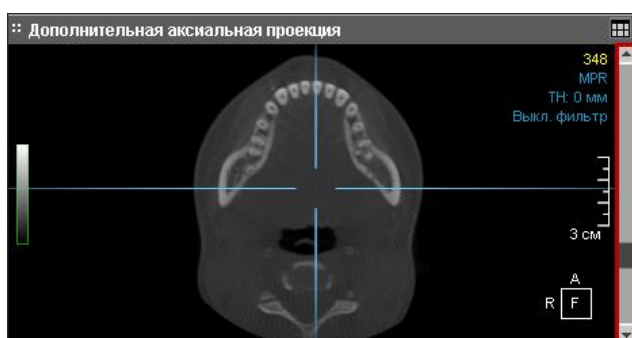 Дополнительная аксиальная проекция
348
MPR
TH: 0 мм
Выкл. фильтр
3 см
A
R F